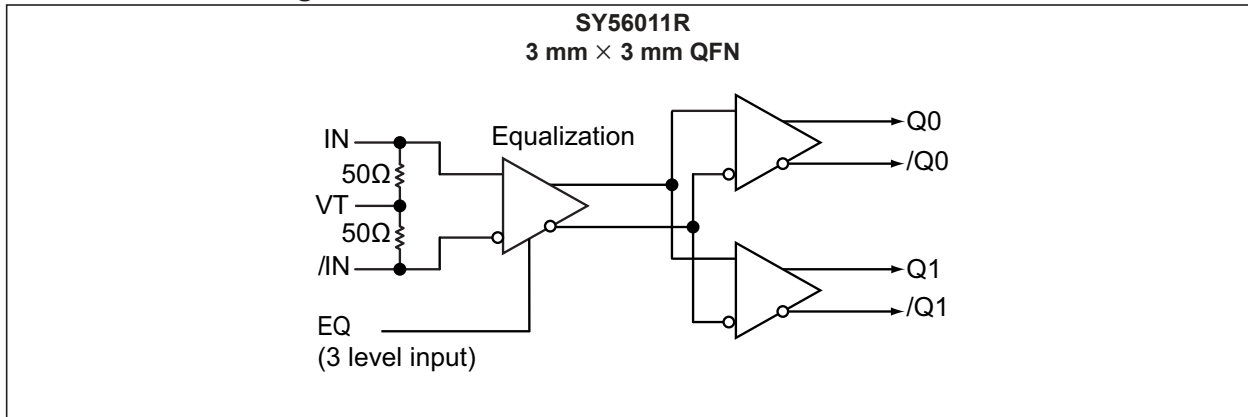 SY56011R
3 mm × 3 mm QFN
IN
Equalization
50Ω
VT
50Ω
/IN
EQ
(3 level input)
Q0
/Q0
Q1
/Q1